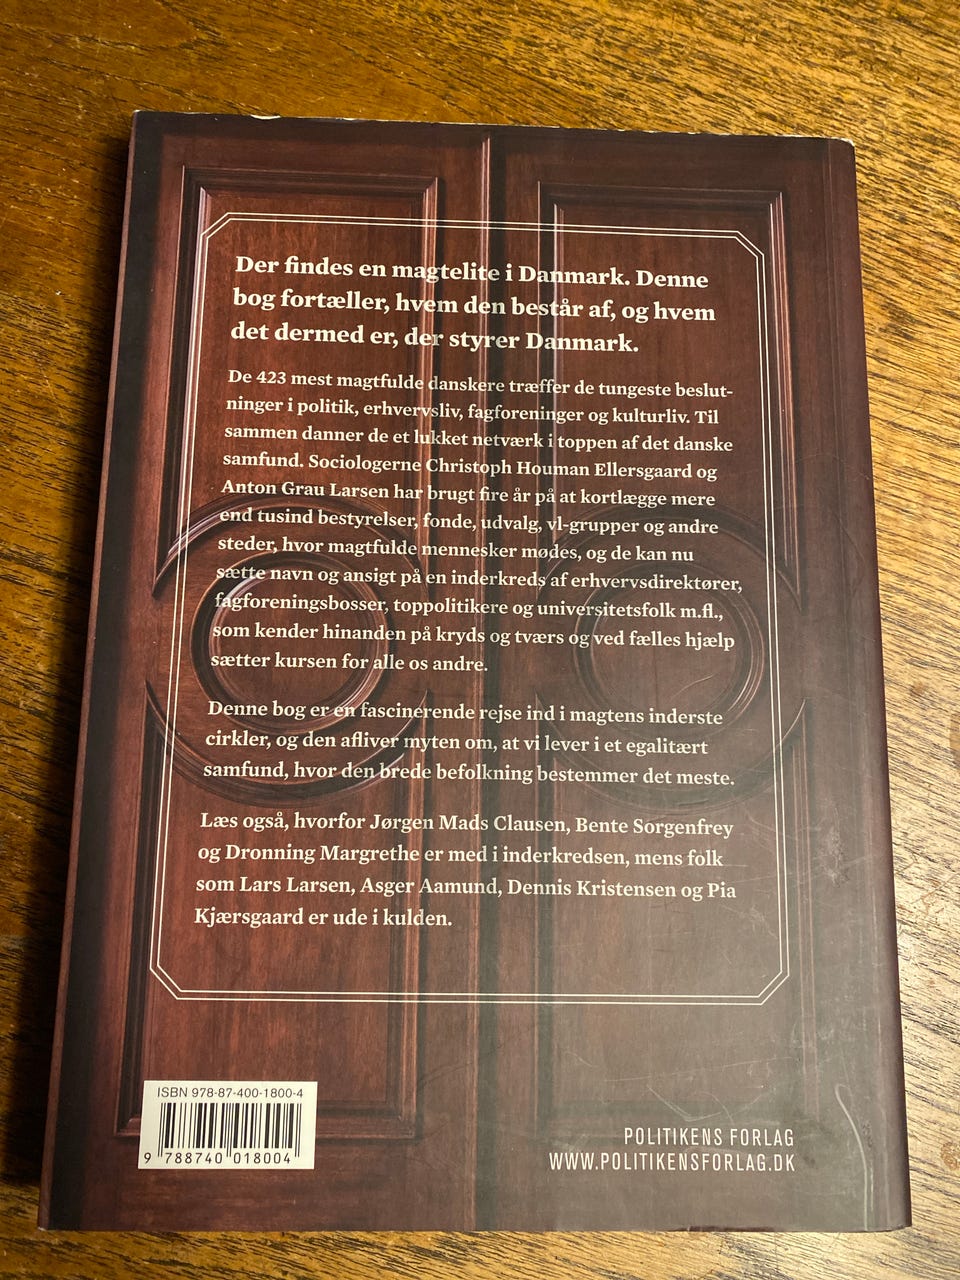 Der findes en magtelite i Danmark. Denne
bog fortæller, hvem den består af, og hvem
det dermed er, der styrer Danmark.
De 423 mest magtfulde danskere træffer de tungeste beslut-
ninger i politik, erhvervsliv, fagforeninger og kulturliv. Til
sammen danner de et lukket netværk i toppen af det danske
samfund. Sociologerne Christoph Houman Ellersgaard og
Anton Grau Larsen har brugt fire år på at kortlægge mere
end tusind bestyrelser, fonde, udvalg, vl-grupper og andre
steder, hvor magtfulde mennesker mødes, og de kan nu
sætte navn og ansigt på en inderkreds af erhvervsdirektører,
fagforeningsbosser, toppolitikere og universitetsfolk m.fl.,
som kender hinanden på kryds og tværs og ved fælles hjælp
sætter kursen for alle os andre.
Denne bog er en fascinerende rejse ind i magtens inderste
cirkler, og den afliver myten om, at vi lever i et egalitært
samfund, hvor den brede befolkning bestemmer det meste.
Læs også, hvorfor Jørgen Mads Clausen, Bente Sorgenfrey
og Dronning Margrethe er med i inderkredsen, mens folk
som Lars Larsen, Asger Aamund, Dennis Kristensen og Pia
Kjærsgaard er ude i kulden.
ISBN 978-87-400-1800-4
9 788740 018004
POLITIKENS FORLAG
WWW.POLITIKENSFORLAG.DK